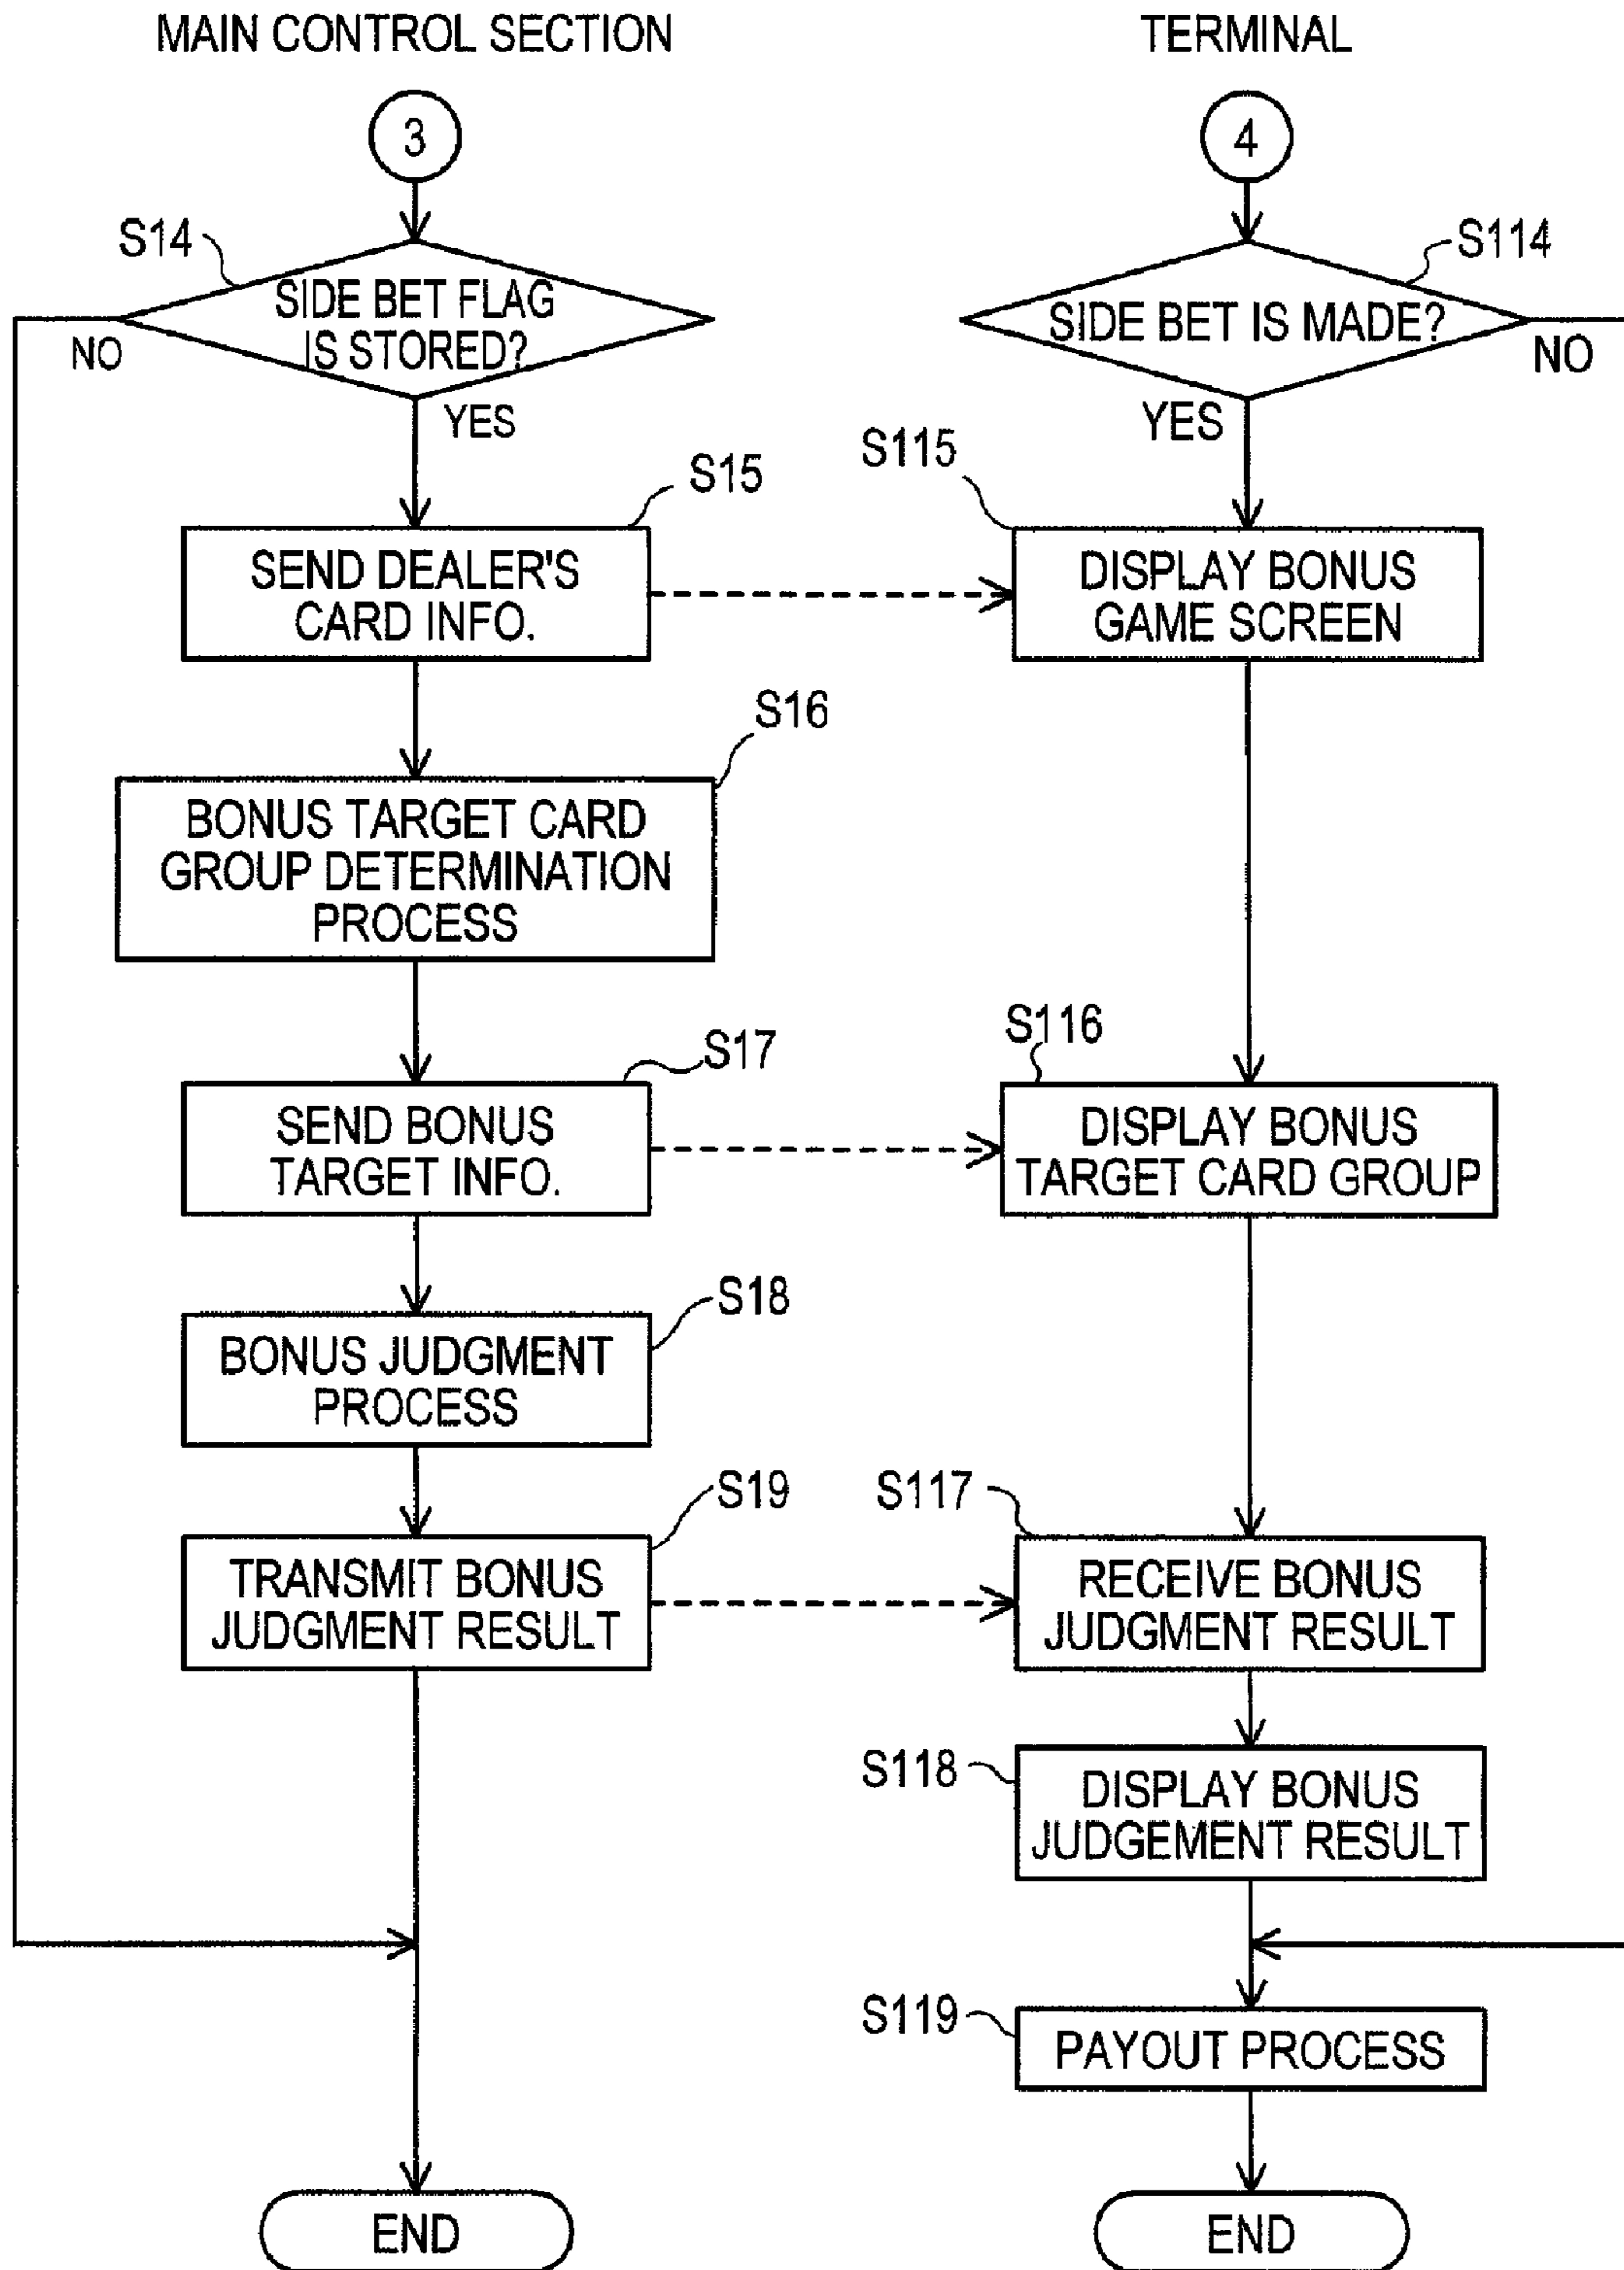 MAIN CONTROL SECTION
TERMINAL
3
4
S14
SIDE BET FLAG
IS STORED?
NO
YES
S114
SIDE BET IS MADE?
NO
YES
S15
SEND DEALER'S
CARD INFO.
S115
DISPLAY BONUS
GAME SCREEN
S16
BONUS TARGET CARD
GROUP DETERMINATION
PROCESS
S17
SEND BONUS
TARGET INFO.
S116
DISPLAY BONUS
TARGET CARD GROUP
S18
BONUS JUDGMENT
PROCESS
S19
TRANSMIT BONUS
JUDGMENT RESULT
S117
RECEIVE BONUS
JUDGMENT RESULT
S118
DISPLAY BONUS
JUDGEMENT RESULT
S119
PAYOUT PROCESS
END
END